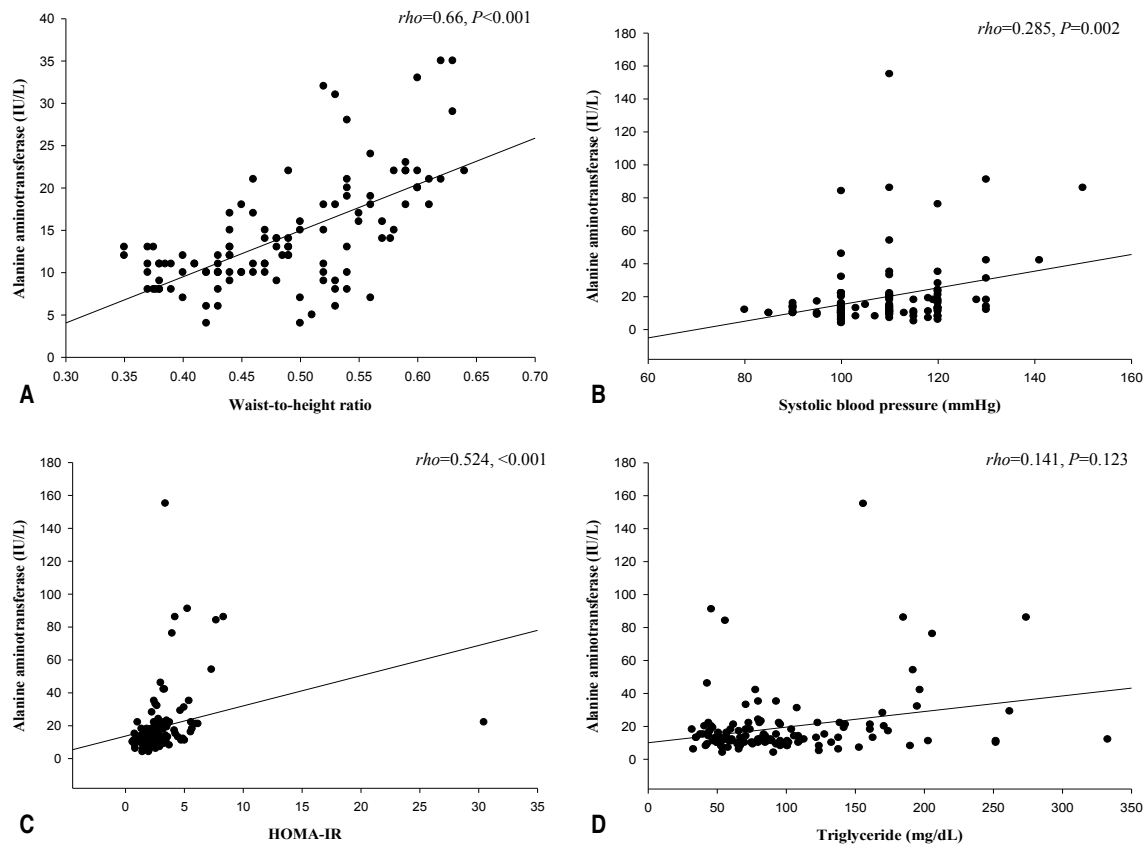 rho=0.66, P<0.001
40
35
30
25
20
15
10
5
0
Alanine aminotransferase (IU/L)
0.30 0.35 0.40 0.45 0.50 0.55 0.60 0.65 0.70
Waist-to-height ratio
A
rho=0.285, P=0.002
180
160
140
120
100
80
60
40
20
0
Alanine aminotransferase (IU/L)
60 80 100 120 140 160
Systolic blood pressure (mmHg)
B
rho=0.524, <0.001
180
160
140
120
100
80
60
40
20
0
Alanine aminotransferase (IU/L)
0 5 10 15 20 25 30 35
HOMA-IR
C
rho=0.141, P=0.123
180
160
140
120
100
80
60
40
20
0
Alanine aminotransferase (IU/L)
0 50 100 150 200 250 300 350
Triglyceride (mg/dL)
D